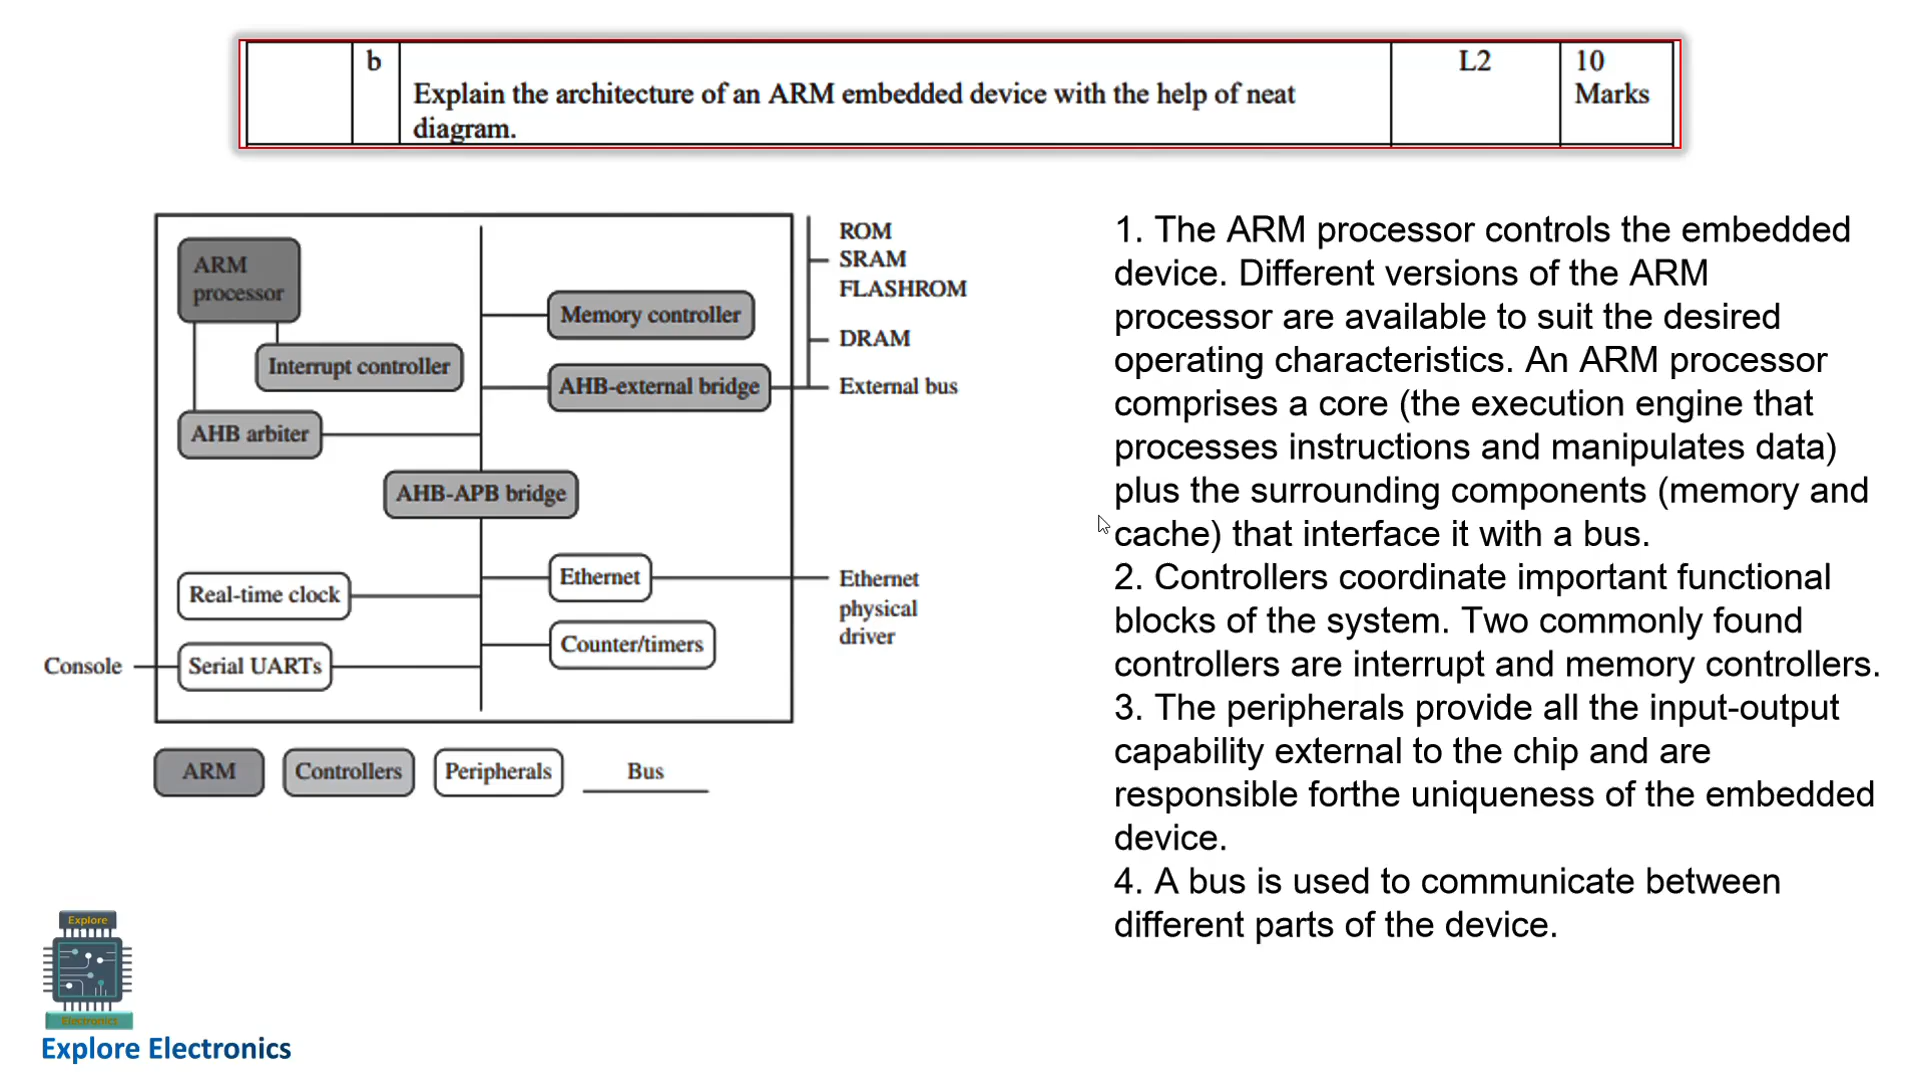 b
L2
10
Marks
Explain the architecture of an ARM embedded device with the help of neat
diagram.
ARM
processor
Interrupt controller
AHB arbiter
Memory controller
AHB-external bridge
AHB-APB bridge
ROM
SRAM
FLASHROM
DRAM
External bus
Real-time clock
Ethernet
Ethernet
physical
driver
Counter/timers
Console
Serial UARTs
ARM
Controllers
Peripherals
Bus
1. The ARM processor controls the embedded
device. Different versions of the ARM
processor are available to suit the desired
operating characteristics. An ARM processor
comprises a core (the execution engine that
processes instructions and manipulates data)
plus the surrounding components (memory and
cache) that interface it with a bus.
2. Controllers coordinate important functional
blocks of the system. Two commonly found
controllers are interrupt and memory controllers.
3. The peripherals provide all the input-output
capability external to the chip and are
responsible forthe uniqueness of the embedded
device.
4. A bus is used to communicate between
different parts of the device.
Explore
Electronics
Explore Electronics